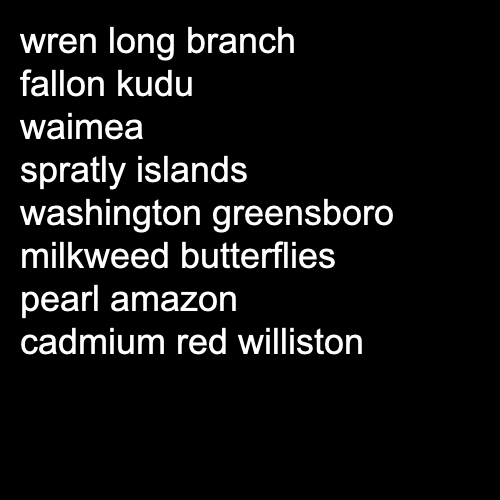 wren long branch
fallon kudu
waimea
spratly islands
washington greensboro
milkweed butterflies
pearl amazon
cadmium red williston